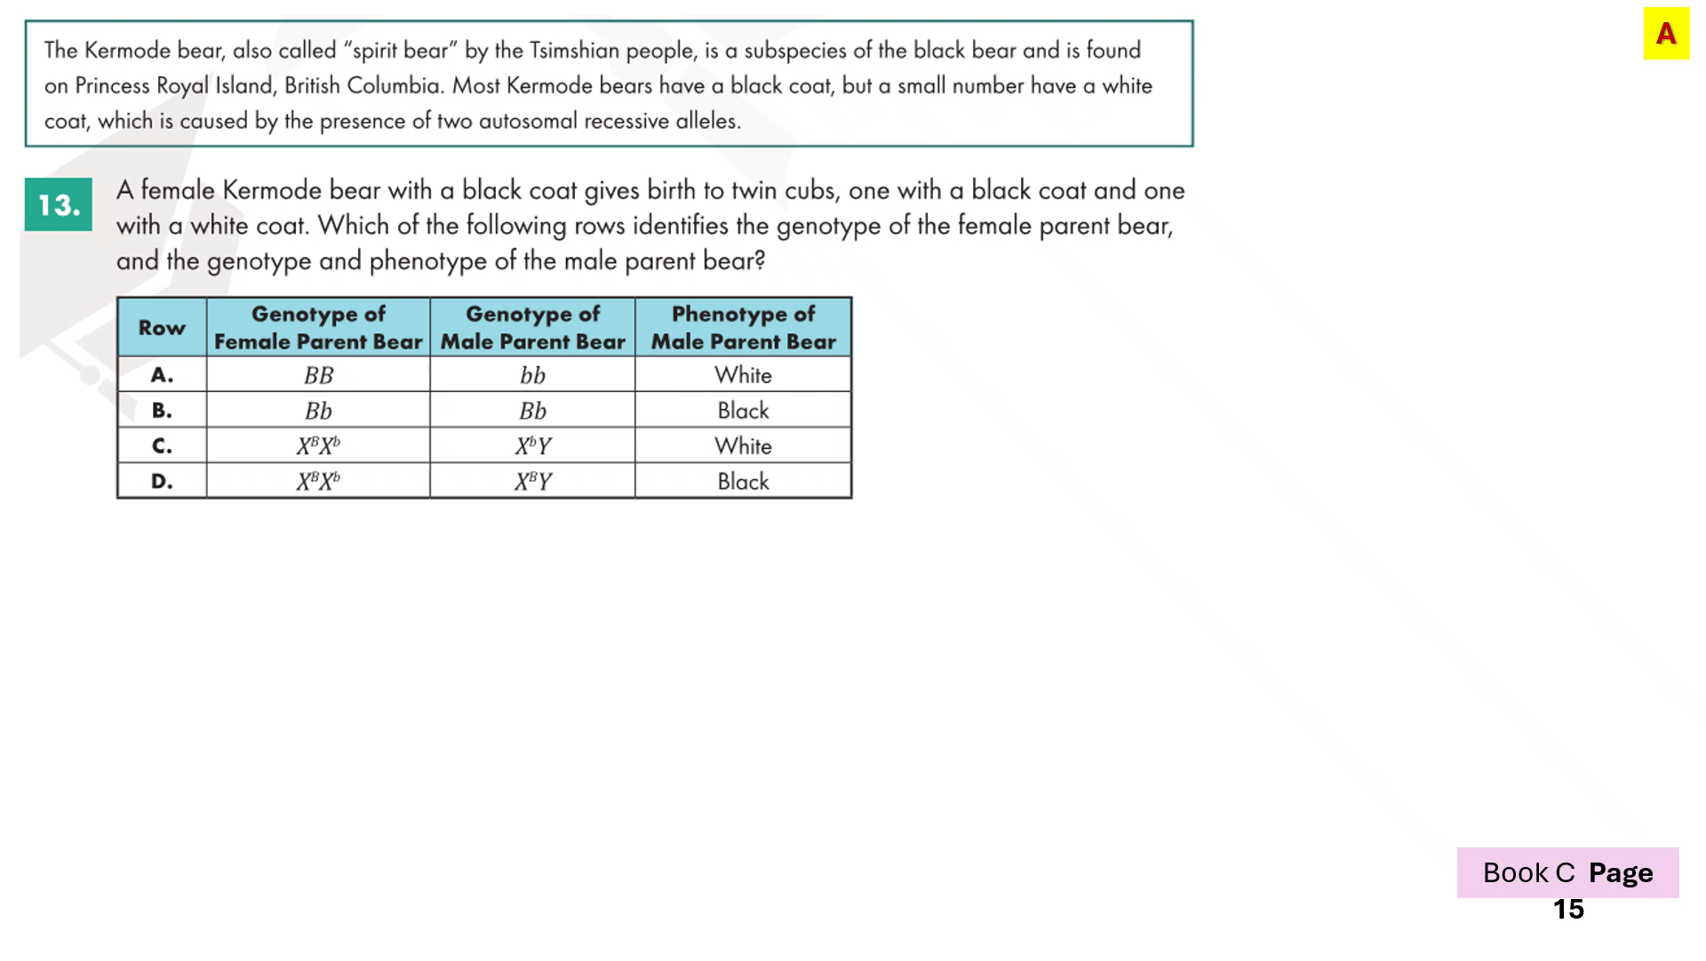 The Kermode bear, also called “spirit bear” by the Tsimshian people, is a subspecies of the black bear and is found
on Princess Royal Island, British Columbia. Most Kermode bears have a black coat, but a small number have a white
coat, which is caused by the presence of two autosomal recessive alleles.
A
13. A female Kermode bear with a black coat gives birth to twin cubs, one with a black coat and one
with a white coat. Which of the following rows identifies the genotype of the female parent bear,
and the genotype and phenotype of the male parent bear?
Row | Genotype of Female Parent Bear | Genotype of Male Parent Bear | Phenotype of Male Parent Bear
A. | BB | bb | White
B. | Bb | Bb | Black
C. | XᴮXᵇ | XᵇY | White
D. | XᴮXᵇ | XᴮY | Black
Book C Page
15